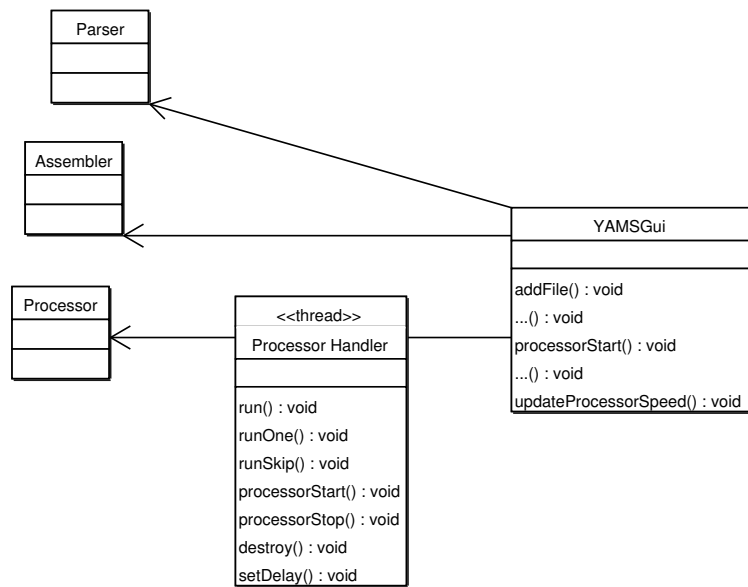 Parser
Assembler
YAMSGui
addFile() : void
...() : void
processorStart() : void
...() : void
updateProcessorSpeed() : void
Processor
<<thread>>
Processor Handler
run() : void
runOne() : void
runSkip() : void
processorStart() : void
processorStop() : void
destroy() : void
setDelay() : void